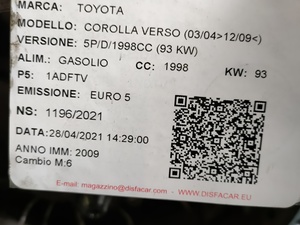 MARCA: TOYOTA
MODELLO: COROLLA VERSO (03/04>12/09<)
VERSIONE: 5P/D/1998CC (93 KW)
ALIM.: GASOLIO CC: 1998 KW: 93
P5: 1ADFTV
EMISSIONE: EURO 5
NS: 1196/2021
DATA:28/04/2021 14:29:00
ANNO IMM: 2009
Cambio M:6
E-mail: magazzino@disfacar.com - WWW.DISFACAR.EU